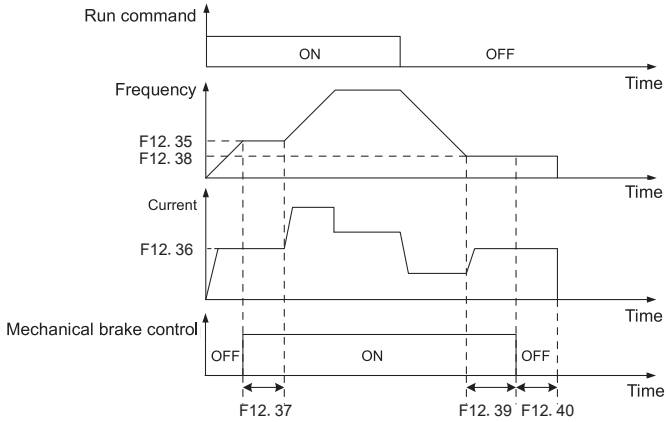 Run command
ON
OFF
Time
Frequency
F12. 35
F12. 38
Time
Current
F12. 36
Time
Mechanical brake control
OFF
ON
OFF
Time
F12. 37
F12. 39
F12. 40